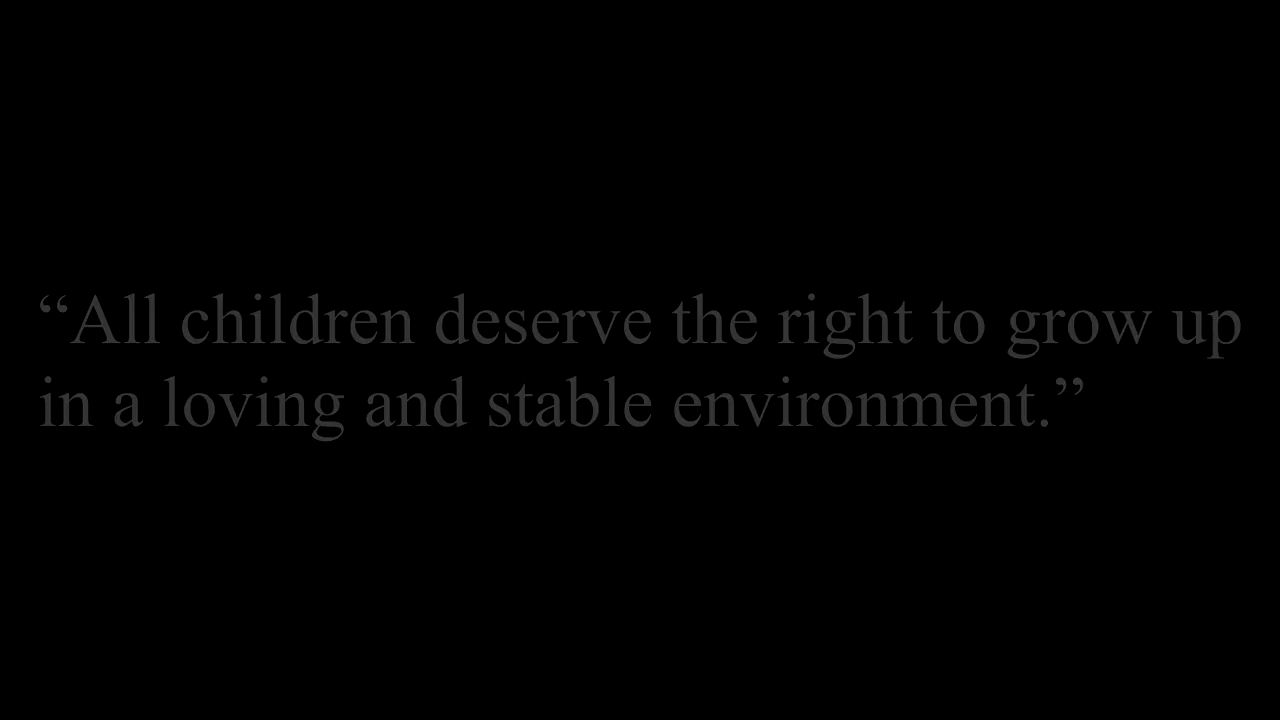 “All children deserve the right to grow up
in a loving and stable environment.”